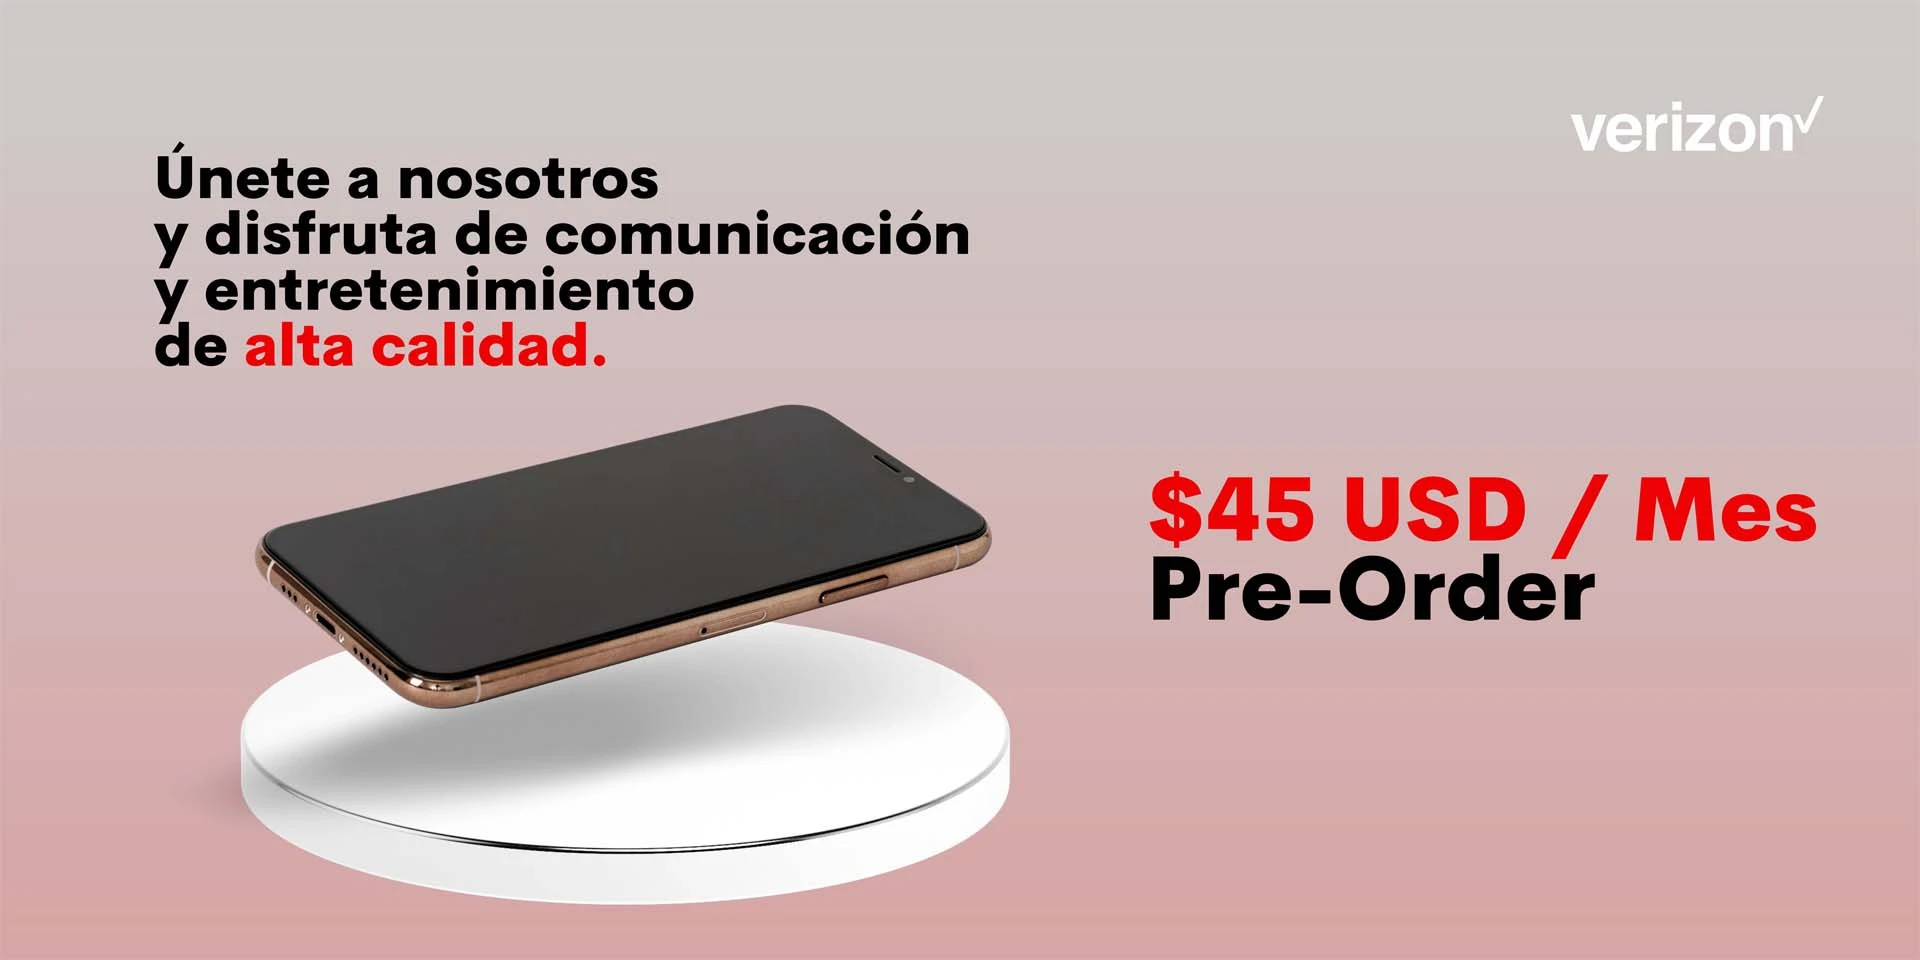 verizon✓
Únete a nosotros
y disfruta de comunicación
y entretenimiento
de alta calidad.
$45 USD / Mes
Pre-Order